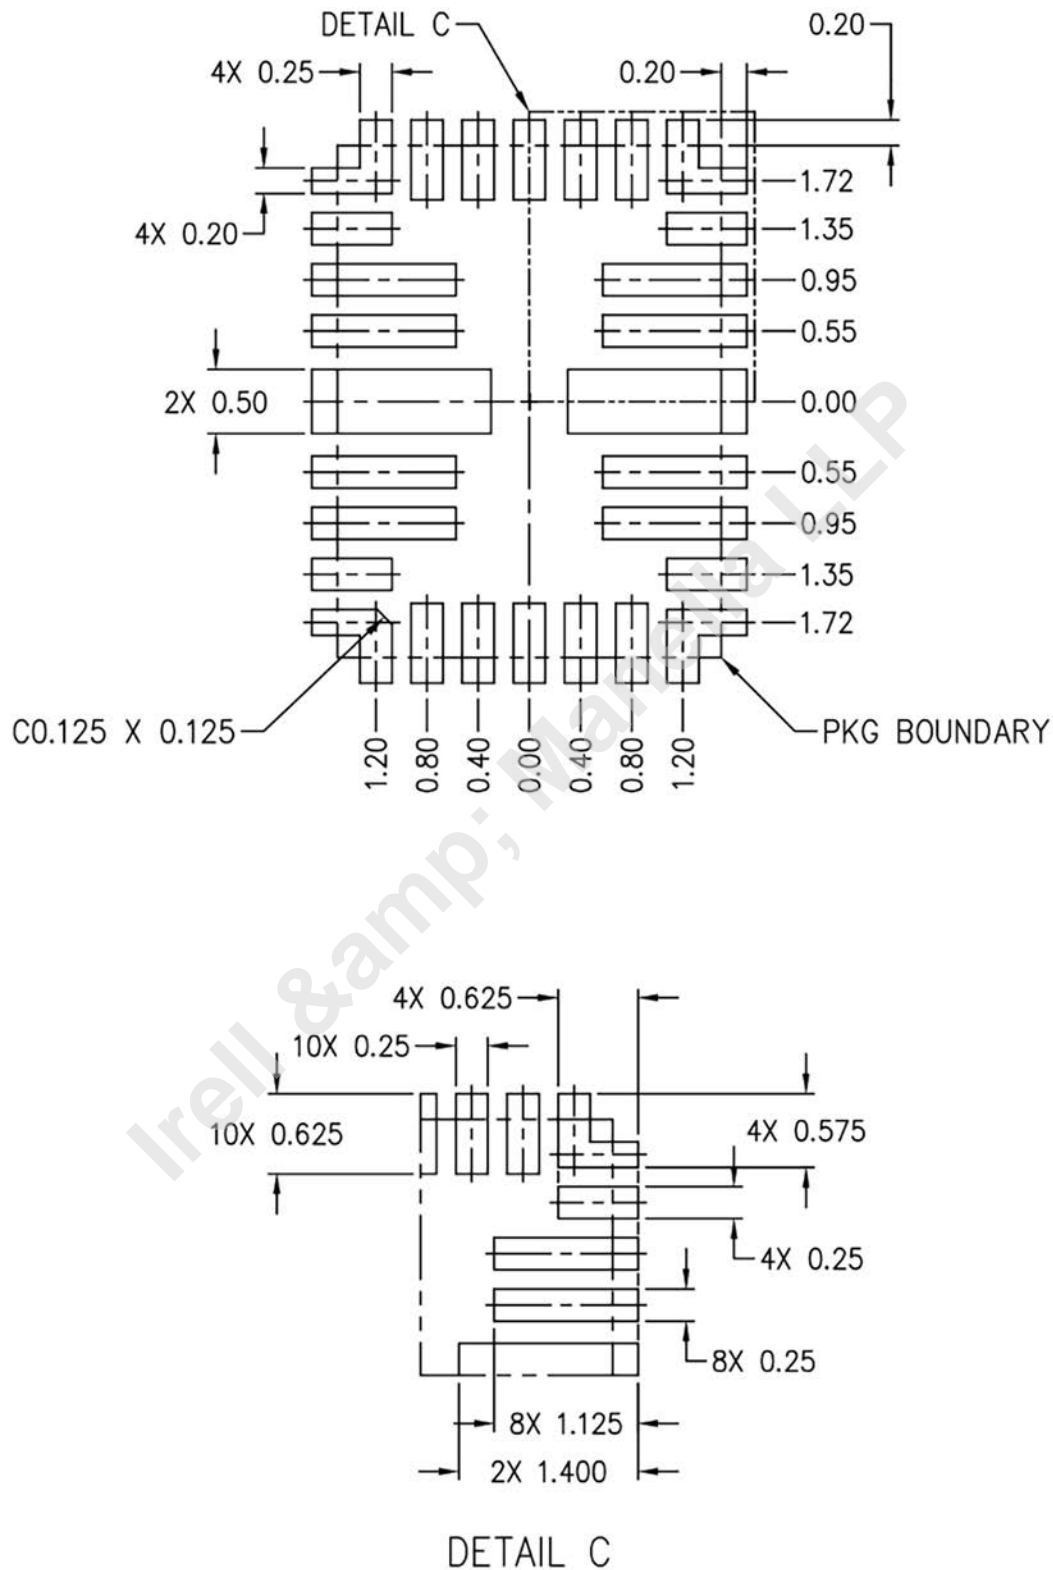 DETAIL C
0.20
4X 0.25
0.20
1.72
4X 0.20
1.35
0.95
0.55
2X 0.50
0.00
0.55
0.95
1.35
1.72
C0.125 X 0.125
PKG BOUNDARY
1.20
0.80
0.40
0.00
0.40
0.80
1.20
Irell &amp; Manella LLP
4X 0.625
10X 0.25
10X 0.625
4X 0.575
4X 0.25
8X 0.25
8X 1.125
2X 1.400
DETAIL C